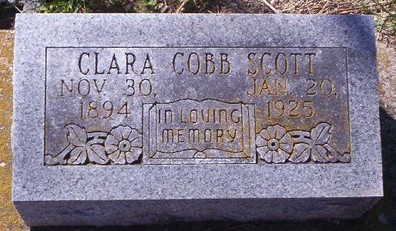 CLARA COBB SCOTT
NOV 30, JAN 20,
1894 1925
IN LOVING
MEMORY